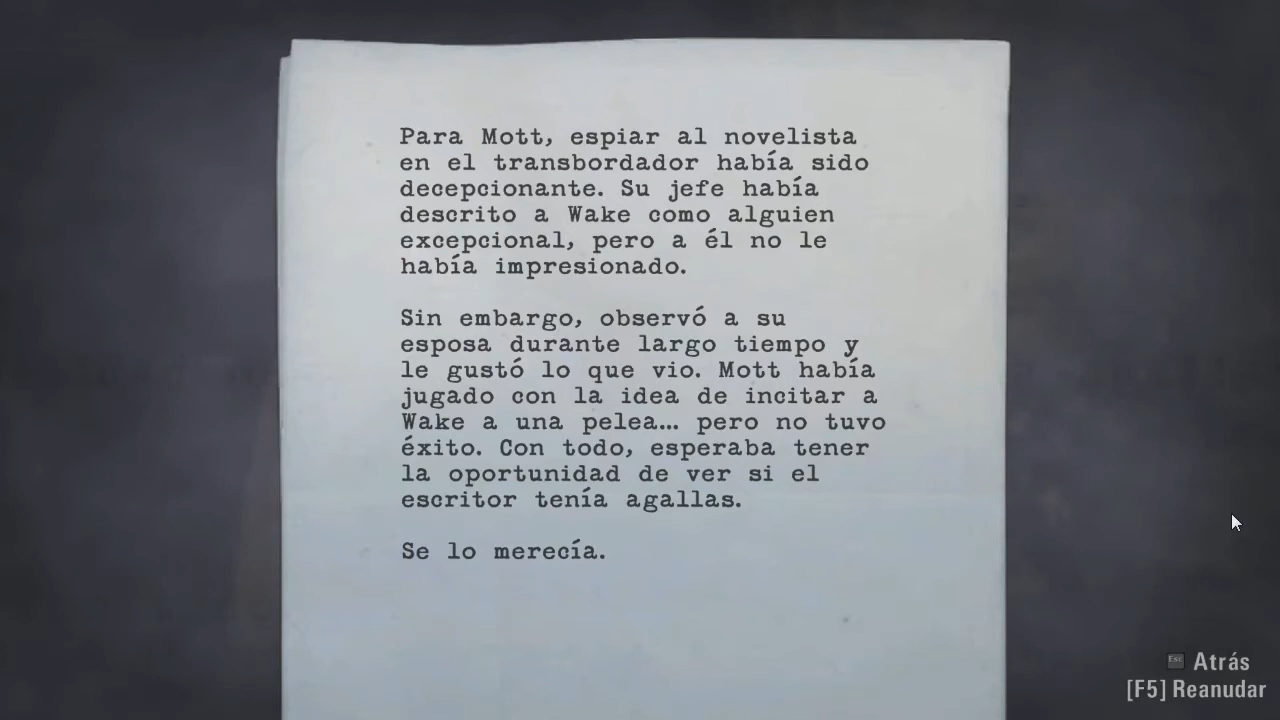 Para Mott, espiar al novelista
en el transbordador había sido
decepcionante. Su jefe había
descrito a Wake como alguien
excepcional, pero a él no le
había impresionado.
Sin embargo, observó a su
esposa durante largo tiempo y
le gustó lo que vio. Mott había
jugado con la idea de incitar a
Wake a una pelea... pero no tuvo
éxito. Con todo, esperaba tener
la oportunidad de ver si el
escritor tenía agallas.
Se lo merecía.
Esc Atrás
[F5] Reanudar